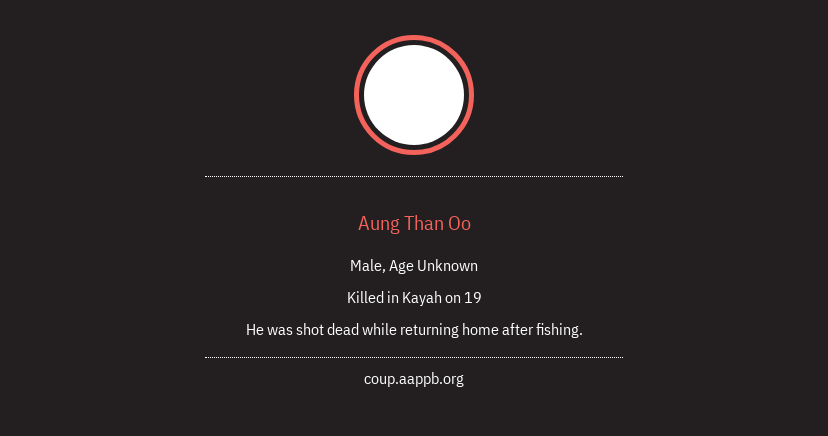 Aung Than Oo
Male, Age Unknown
Killed in Kayah on 19
He was shot dead while returning home after fishing.
coup.aappb.org